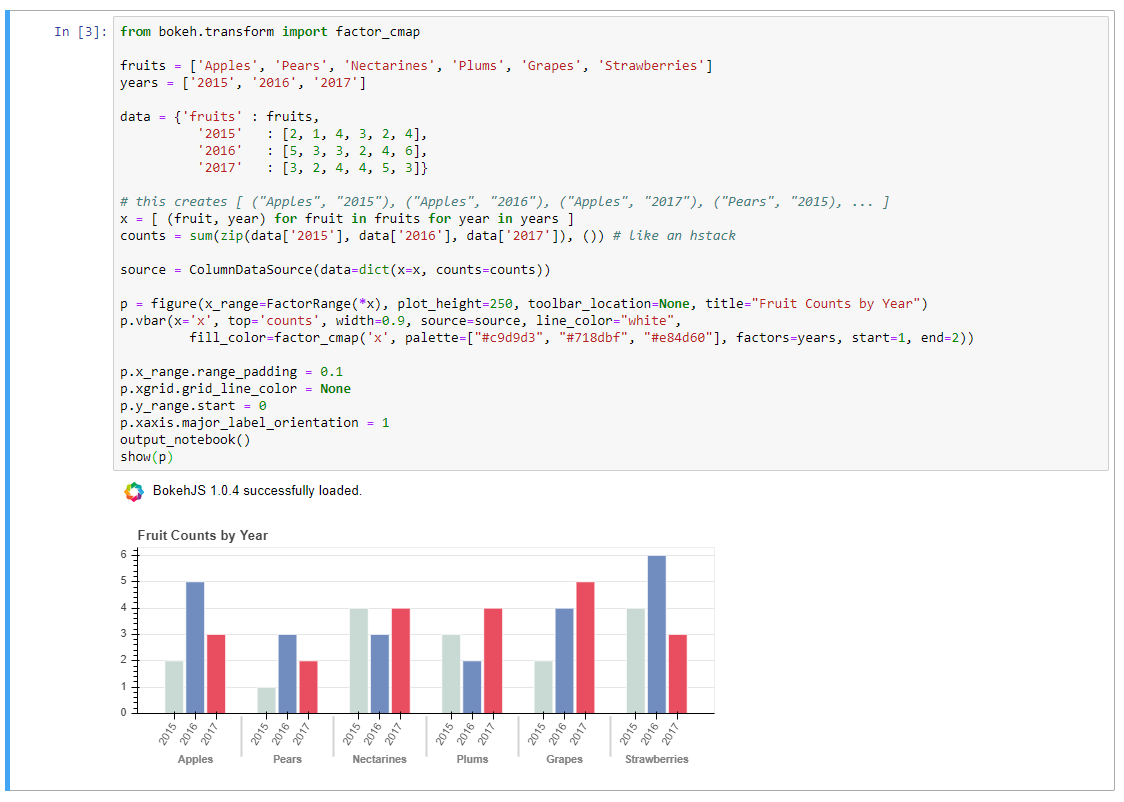 In [3]:
from bokeh.transform import factor_cmap
fruits = ['Apples', 'Pears', 'Nectarines', 'Plums', 'Grapes', 'Strawberries']
years = ['2015', '2016', '2017']
data = {'fruits' : fruits,
'2015'   : [2, 1, 4, 3, 2, 4],
'2016'   : [5, 3, 3, 2, 4, 6],
'2017'   : [3, 2, 4, 4, 5, 3]}
# this creates [ ("Apples", "2015"), ("Apples", "2016"), ("Apples", "2017"), ("Pears", "2015), ... ]
x = [ (fruit, year) for fruit in fruits for year in years ]
counts = sum(zip(data['2015'], data['2016'], data['2017']), ()) # like an hstack
source = ColumnDataSource(data=dict(x=x, counts=counts))
p = figure(x_range=FactorRange(*x), plot_height=250, toolbar_location=None, title="Fruit Counts by Year")
p.vbar(x='x', top='counts', width=0.9, source=source, line_color="white",
fill_color=factor_cmap('x', palette=["#c9d9d3", "#718dbf", "#e84d60"], factors=years, start=1, end=2))
p.x_range.range_padding = 0.1
p.xgrid.grid_line_color = None
p.y_range.start = 0
p.xaxis.major_label_orientation = 1
output_notebook()
show(p)
BokehJS 1.0.4 successfully loaded.
Fruit Counts by Year
6
5
4
3
2
1
0
2015 2016 2017 2015 2016 2017 2015 2016 2017 2015 2016 2017 2015 2016 2017 2015 2016 2017
Apples Pears Nectarines Plums Grapes Strawberries